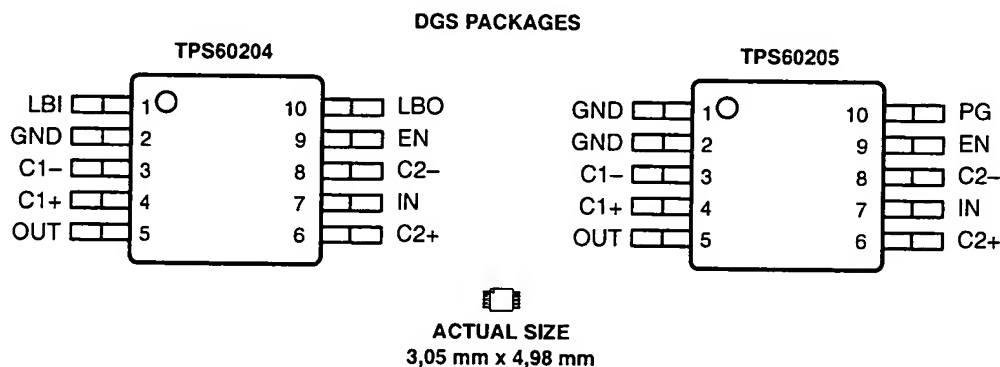 DGS PACKAGES
TPS60204
LBI 1 10 LBO
GND 2 9 EN
C1– 3 8 C2–
C1+ 4 7 IN
OUT 5 6 C2+
TPS60205
GND 1 10 PG
GND 2 9 EN
C1– 3 8 C2–
C1+ 4 7 IN
OUT 5 6 C2+
ACTUAL SIZE
3,05 mm x 4,98 mm